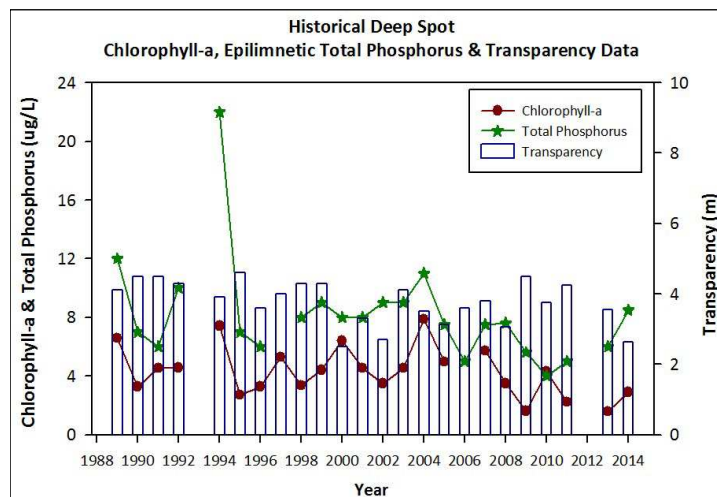 Historical Deep Spot
Chlorophyll-a, Epilimnetic Total Phosphorus & Transparency Data
24
20
16
12
8
4
0
Chlorophyll-a & Total Phosphorus (ug/L)
Chlorophyll-a
Total Phosphorus
Transparency
10
8
6
4
2
0
Transparency (m)
1988 1990 1992 1994 1996 1998 2000 2002 2004 2006 2008 2010 2011 2012 2014
Year